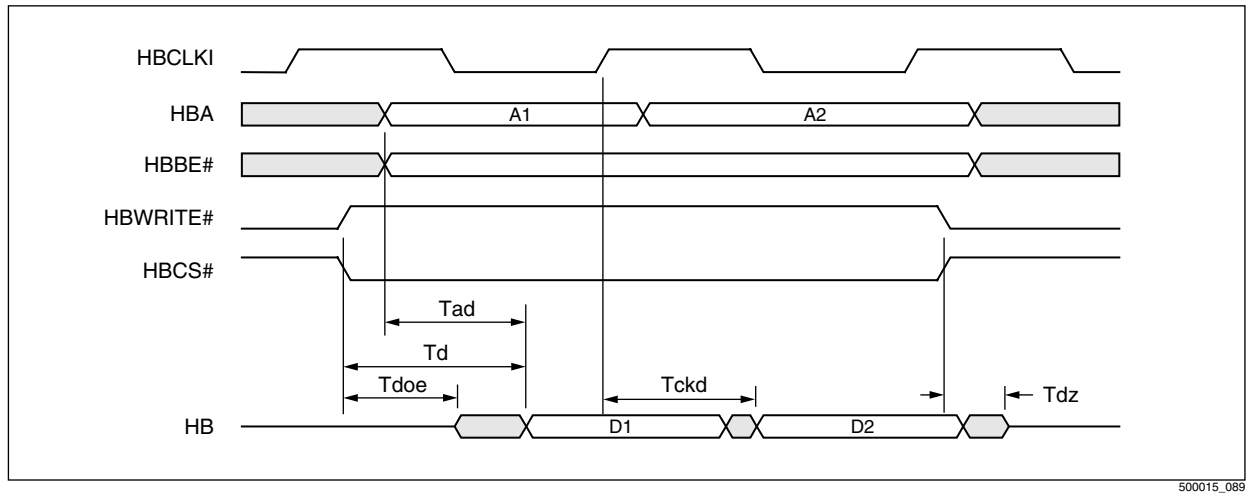 HBCLKI
HBA A1 A2
HBBE#
HBWRITE#
HBCS#
Tad
Td
Tdoe Tckd Tdz
HB D1 D2
500015_089